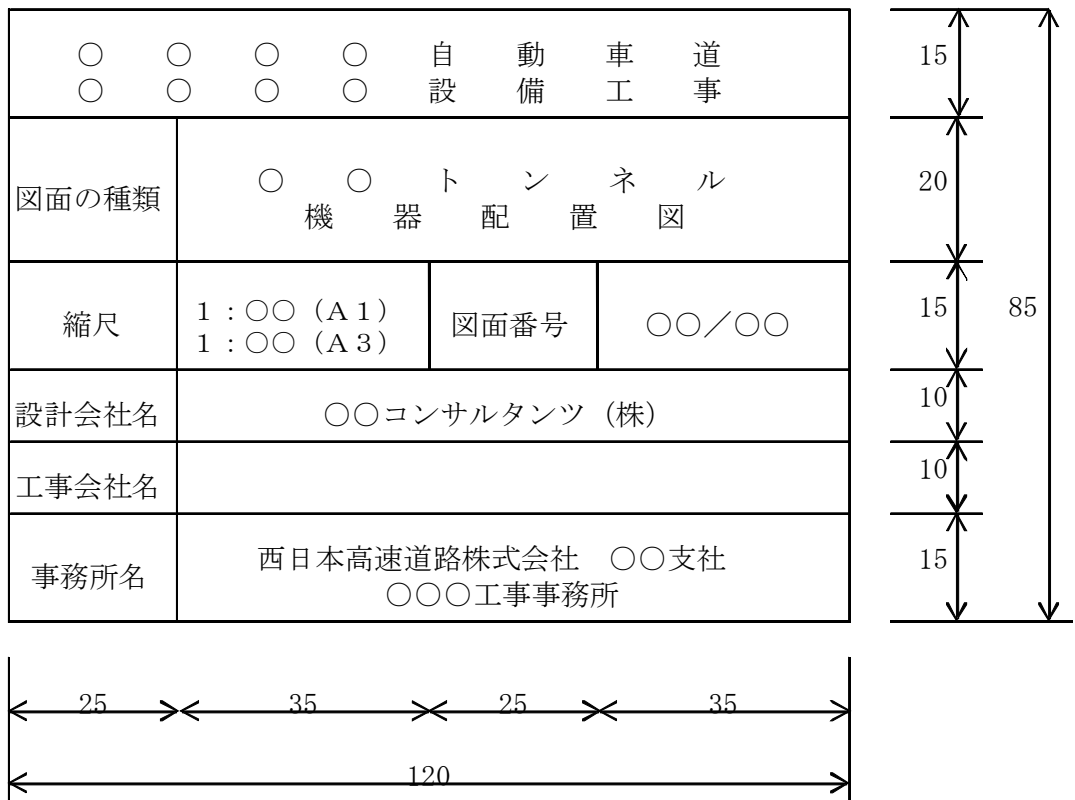 ○ ○ ○ ○ 自 動 車 道
○ ○ ○ ○ 設 備 工 事
15
図面の種類
○ ○ ト ン ネ ル
機 器 配 置 図
20
縮尺
1:○○(A1)
1:○○(A3)
図面番号
○○/○○
15
85
設計会社名
○○コンサルタンツ(株)
10
工事会社名
10
事務所名
西日本高速道路株式会社 ○○支社
○○○工事事務所
15
25 35 25 35
120